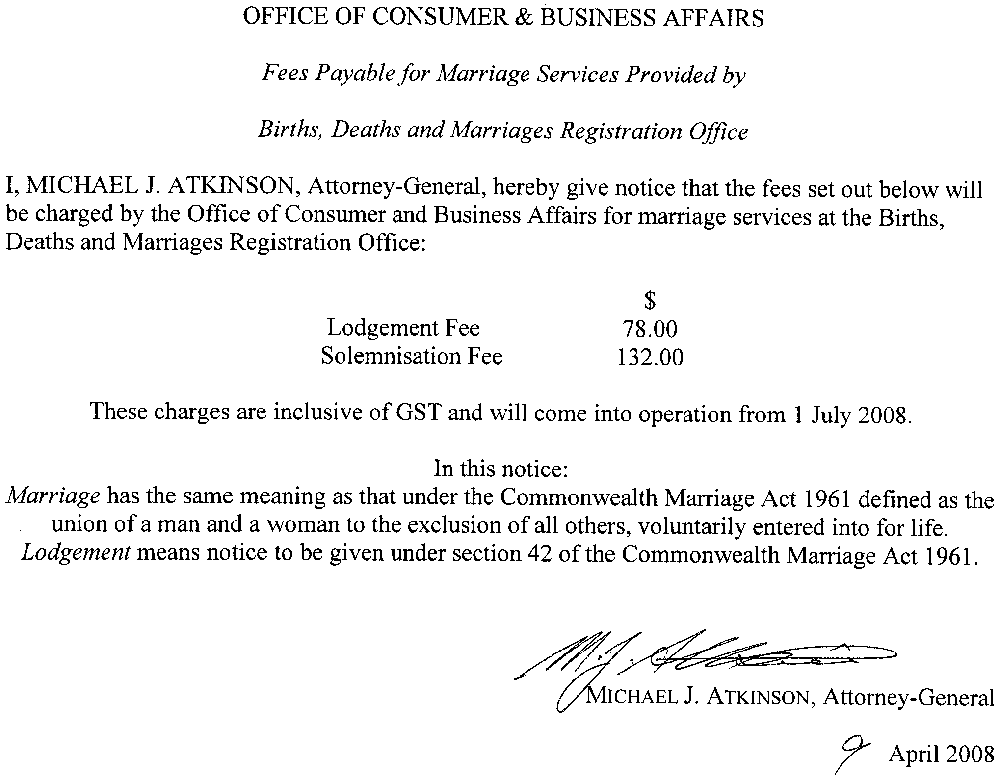 OFFICE OF CONSUMER & BUSINESS AFFAIRS
Fees Payable for Marriage Services Provided by
Births, Deaths and Marriages Registration Office
I, MICHAEL J. ATKINSON, Attorney-General, hereby give notice that the fees set out below will
be charged by the Office of Consumer and Business Affairs for marriage services at the Births,
Deaths and Marriages Registration Office:
$
Lodgement Fee 78.00
Solemnisation Fee 132.00
These charges are inclusive of GST and will come into operation from 1 July 2008.
In this notice:
Marriage has the same meaning as that under the Commonwealth Marriage Act 1961 defined as the
union of a man and a woman to the exclusion of all others, voluntarily entered into for life.
Lodgement means notice to be given under section 42 of the Commonwealth Marriage Act 1961.
M. J. Atkinson
MICHAEL J. ATKINSON, Attorney-General
9 April 2008